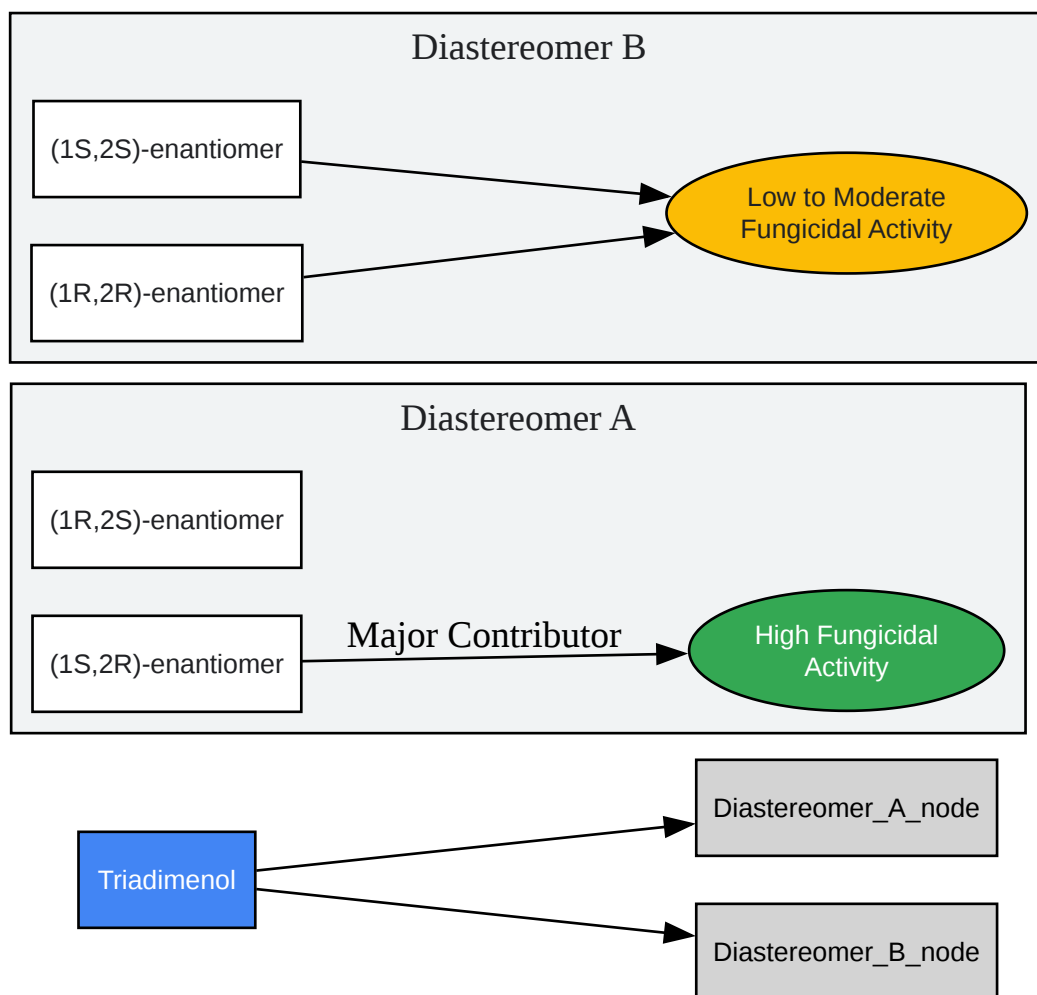 Diastereomer B
(1S,2S)-enantiomer
Low to Moderate
Fungicidal Activity
(1R,2R)-enantiomer
Diastereomer A
(1R,2S)-enantiomer
(1S,2R)-enantiomer
Major Contributor
High Fungicidal
Activity
Triadimenol
Diastereomer_A_node
Diastereomer_B_node